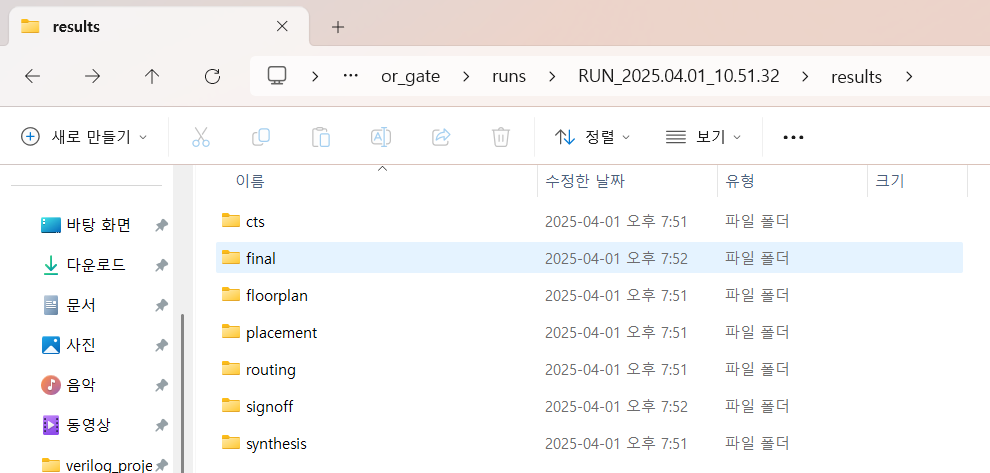 results
or_gate runs RUN_2025.04.01_10.51.32 results
새로 만들기 정렬 보기
이름 수정한 날짜 유형 크기
바탕 화면
다운로드
문서
사진
음악
동영상
verilog_proje
cts 2025-04-01 오후 7:51 파일 폴더
final 2025-04-01 오후 7:52 파일 폴더
floorplan 2025-04-01 오후 7:51 파일 폴더
placement 2025-04-01 오후 7:51 파일 폴더
routing 2025-04-01 오후 7:51 파일 폴더
signoff 2025-04-01 오후 7:52 파일 폴더
synthesis 2025-04-01 오후 7:51 파일 폴더